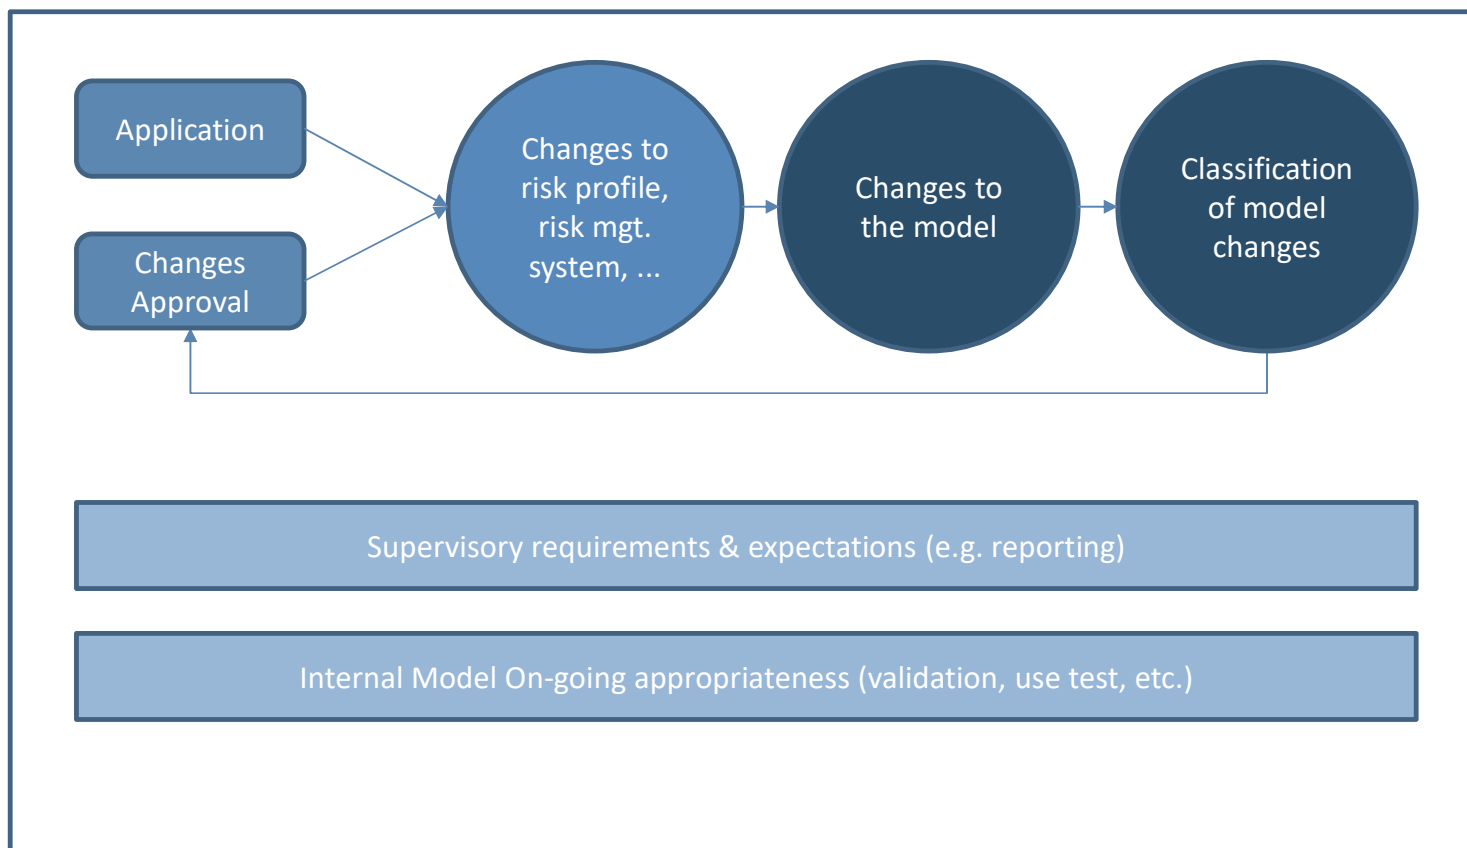 Application
Changes
Approval
Changes to
risk profile,
risk mgt.
system, ...
Changes to
the model
Classification
of model
changes
Supervisory requirements & expectations (e.g. reporting)
Internal Model On-going appropriateness (validation, use test, etc.)